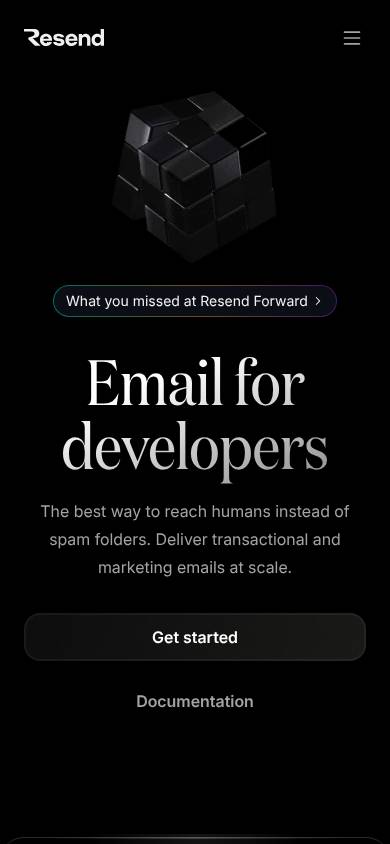 Resend
What you missed at Resend Forward
Email for
developers
The best way to reach humans instead of
spam folders. Deliver transactional and
marketing emails at scale.
Get started
Documentation